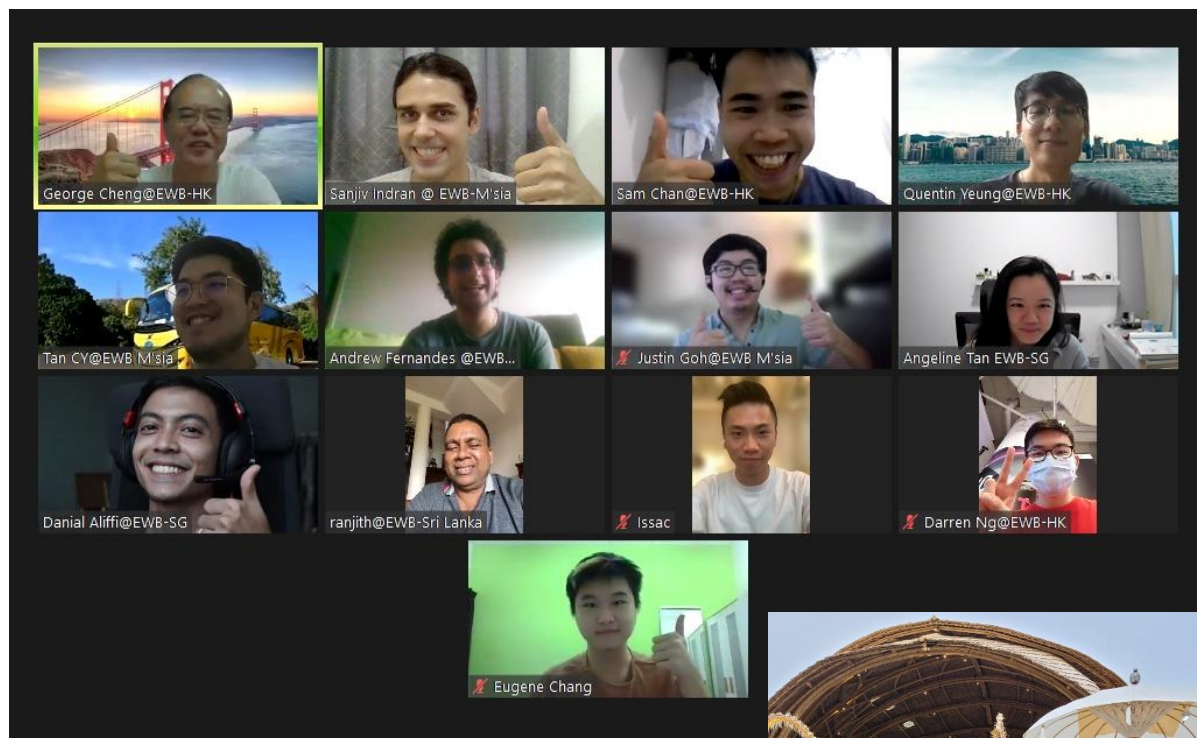 George Cheng@EWB-HK
Sanjiv Indran @ EWB-M'sia
Sam Chan@EWB-HK
Quentin Yeung@EWB-HK
Tan CY@EWB M'sia
Andrew Fernandes @EWB...
Justin Goh@EWB M'sia
Angeline Tan EWB-SG
Danial Aliffi@EWB-SG
ranjith@EWB-Sri Lanka
Issac
Darren Ng@EWB-HK
Eugene Chang